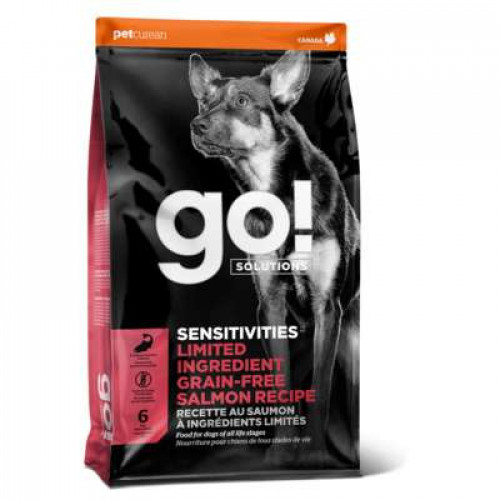 petcurean
CANADA
go!
SOLUTIONS
SENSITIVITIES
LIMITED
INGREDIENT
GRAIN-FREE
SALMON RECIPE
RECETTE AU SAUMON
À INGRÉDIENTS LIMITÉS
Food for dogs of all life stages
Nourriture pour chiens de tous stades de vie
6
go!